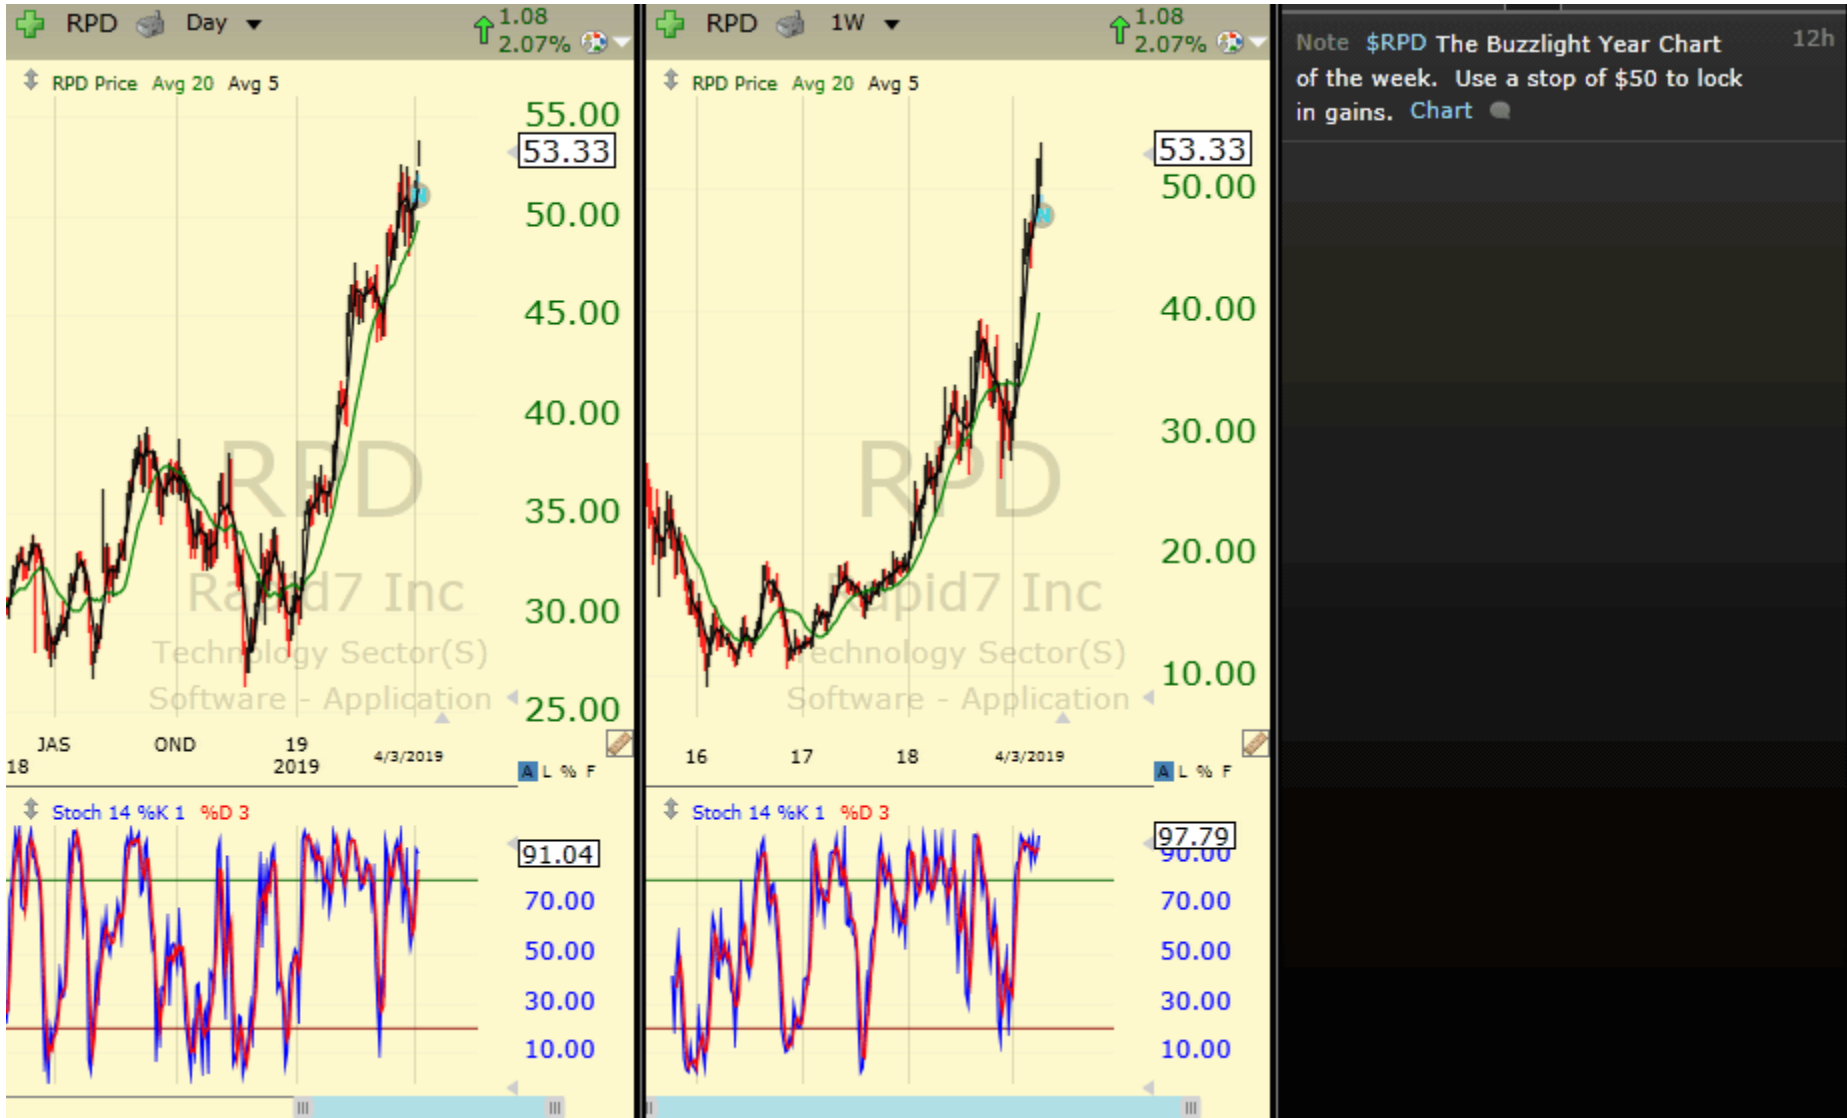 RPD Day 1.08
2.07%
RPD Price Avg 20 Avg 5
55.00
53.33
50.00
45.00
40.00
35.00
30.00
25.00
RPD
Rapid7 Inc
Technology Sector(S)
Software - Application
N
JAS OND 19 4/3/2019
18 2019
A L % F
Stoch 14 %K 1 %D 3
91.04
70.00
50.00
30.00
10.00
RPD 1W 1.08
2.07%
RPD Price Avg 20 Avg 5
53.33
50.00
40.00
30.00
20.00
10.00
RPD
Rapid7 Inc
Technology Sector(S)
Software - Application
N
16 17 18 4/3/2019
A L % F
Stoch 14 %K 1 %D 3
97.79
90.00
70.00
50.00
30.00
10.00
Note $RPD The Buzzlight Year Chart 12h
of the week. Use a stop of $50 to lock
in gains. Chart